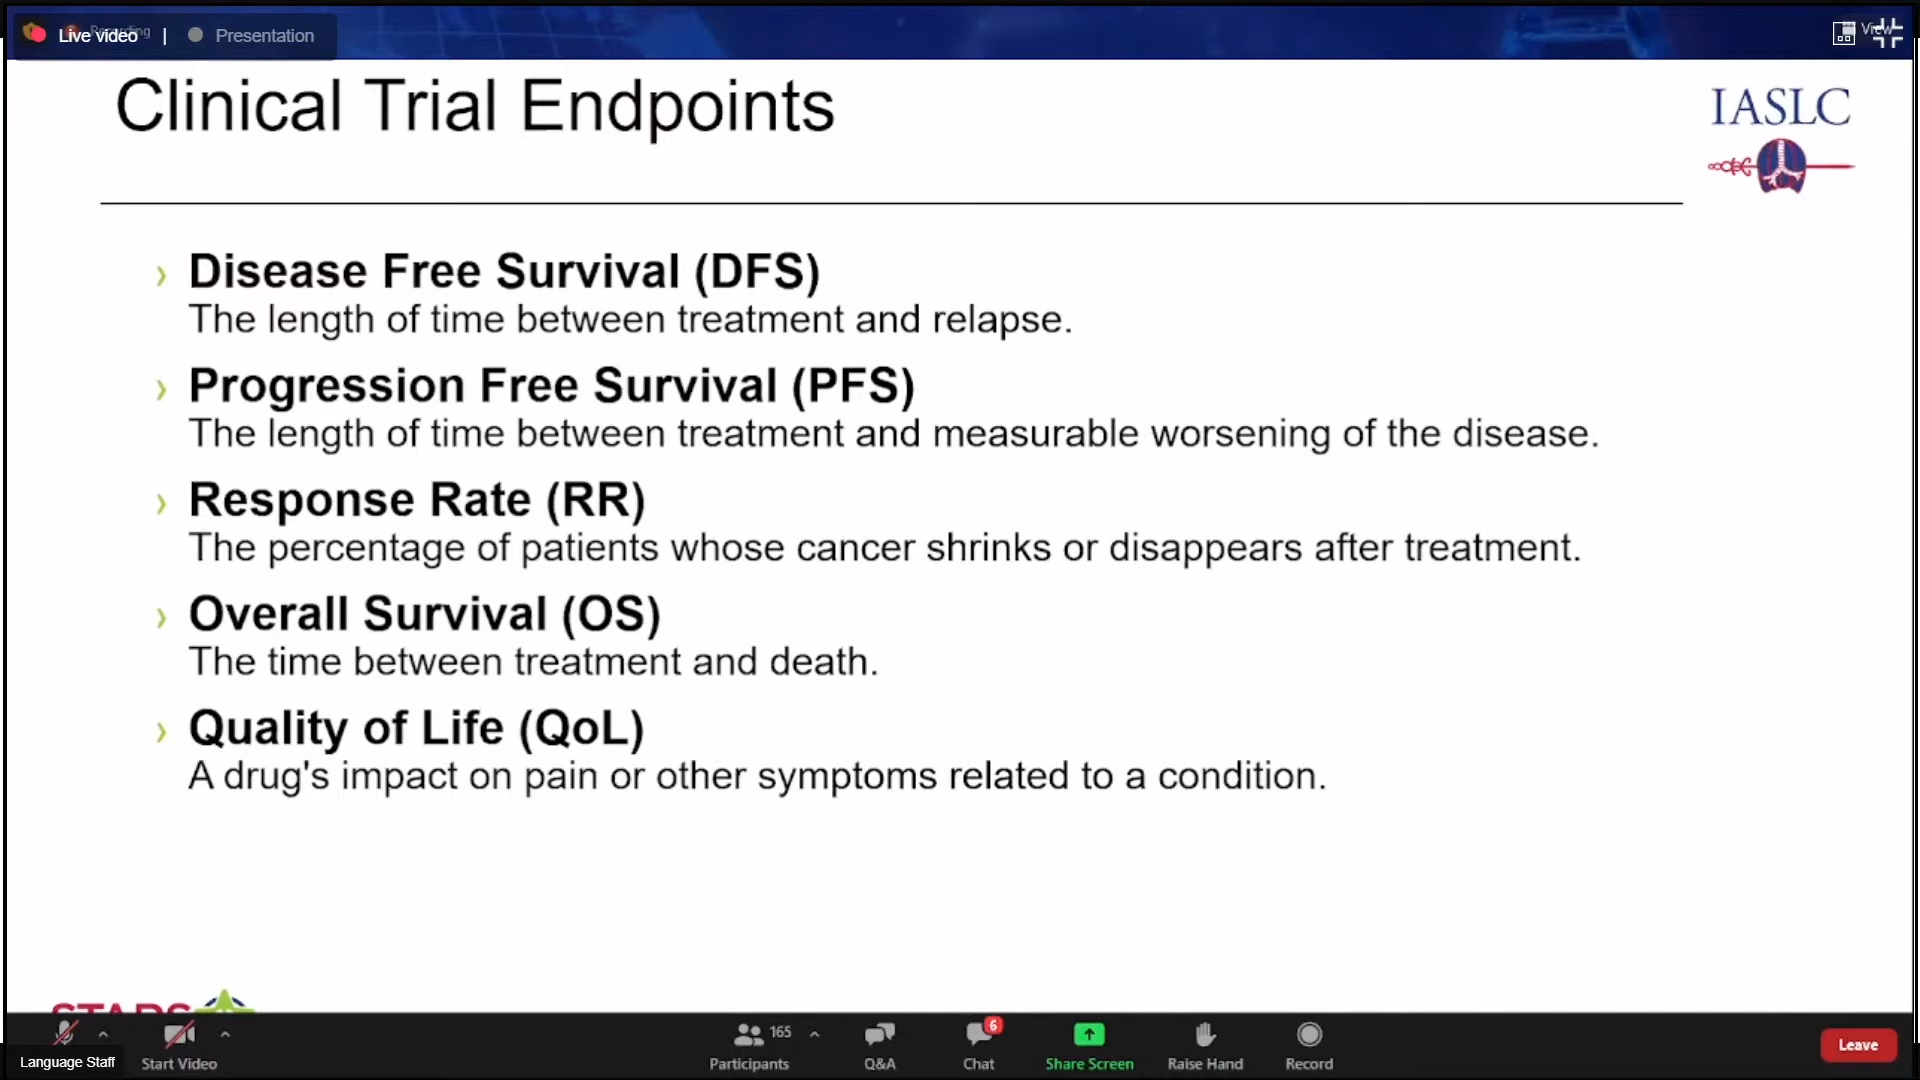 Live video | Presentation
View
Clinical Trial Endpoints
IASLC
Disease Free Survival (DFS)
The length of time between treatment and relapse.
Progression Free Survival (PFS)
The length of time between treatment and measurable worsening of the disease.
Response Rate (RR)
The percentage of patients whose cancer shrinks or disappears after treatment.
Overall Survival (OS)
The time between treatment and death.
Quality of Life (QoL)
A drug's impact on pain or other symptoms related to a condition.
STARS
165
6
Language Staff
Start Video
Participants
Q&A
Chat
Share Screen
Raise Hand
Record
Leave